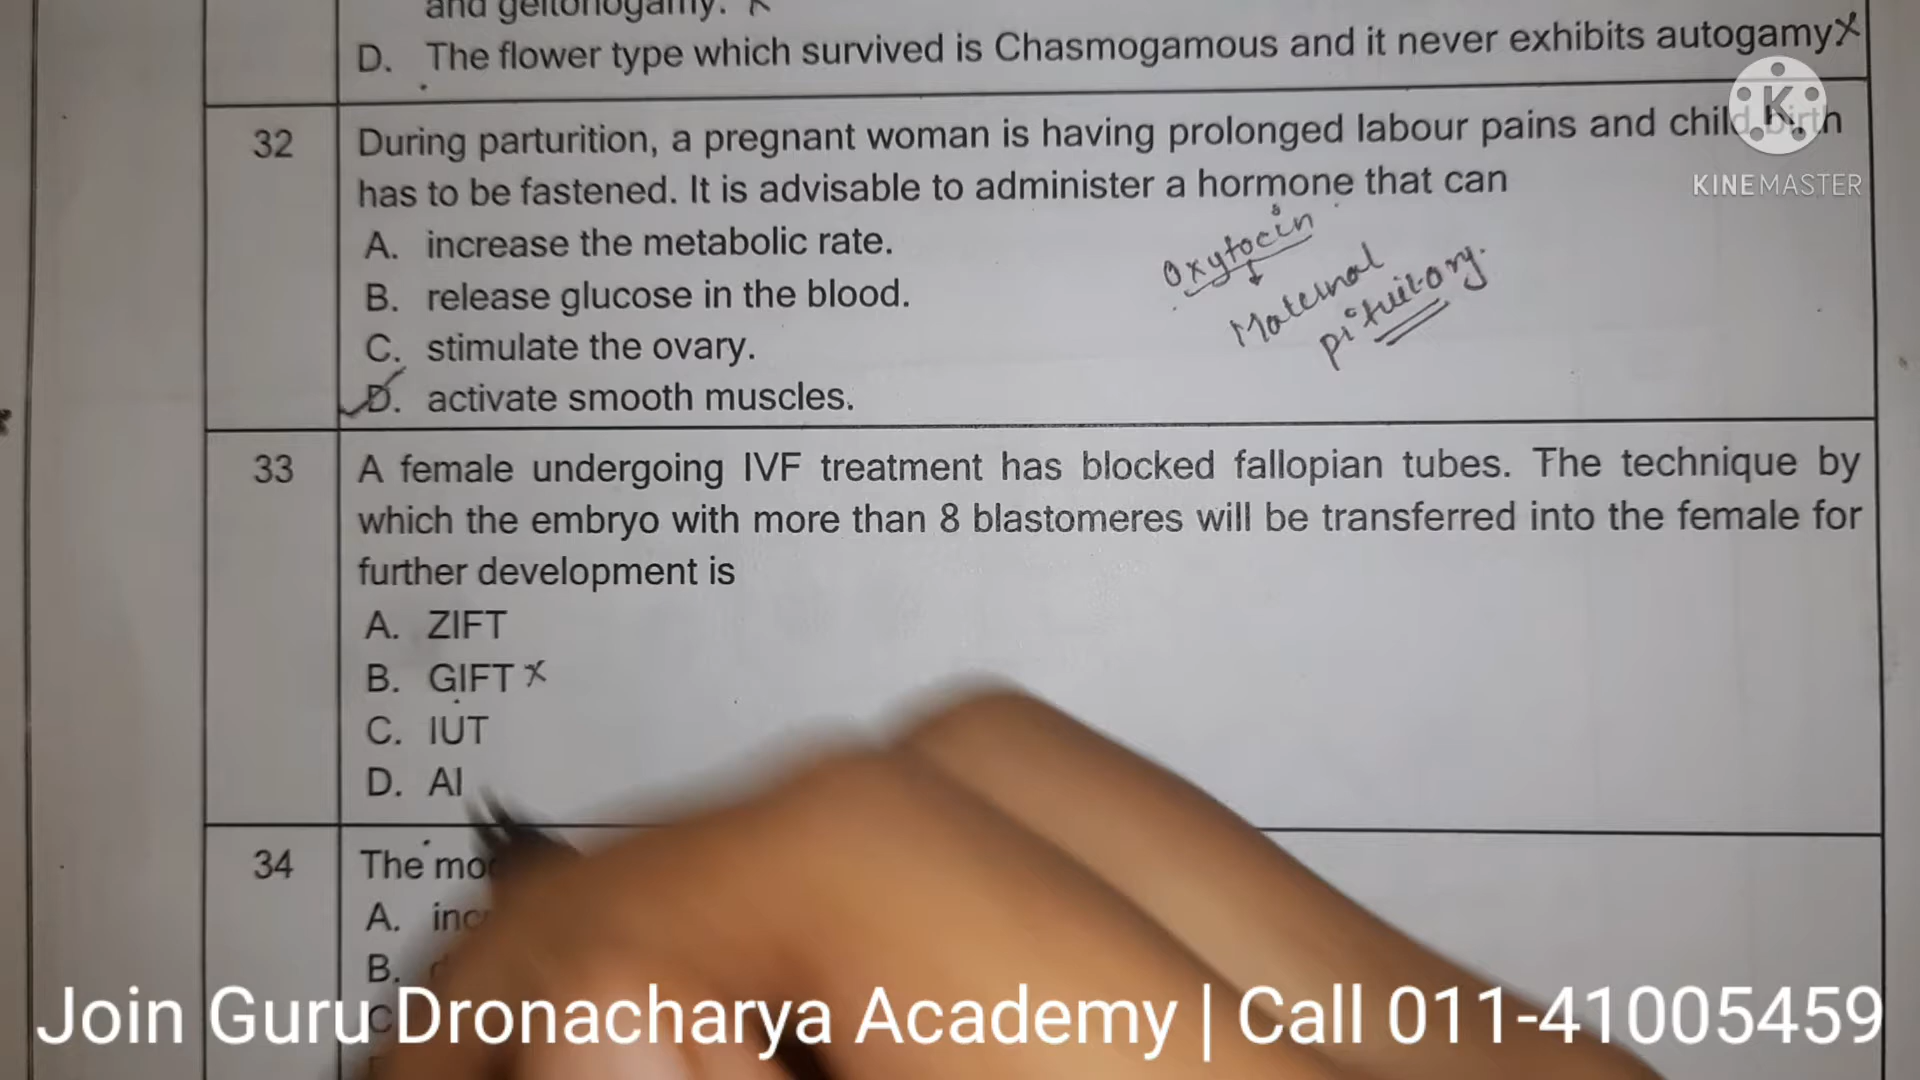 and geitonogamy. x
D. The flower type which survived is Chasmogamous and it never exhibits autogamy x
32 During parturition, a pregnant woman is having prolonged labour pains and child birth
has to be fastened. It is advisable to administer a hormone that can
A. increase the metabolic rate.
B. release glucose in the blood.
C. stimulate the ovary.
D. activate smooth muscles.
Oxytocin
Maternal
pituitory.
K
KINEMASTER
33 A female undergoing IVF treatment has blocked fallopian tubes. The technique by
which the embryo with more than 8 blastomeres will be transferred into the female for
further development is
A. ZIFT
B. GIFT x
C. IUT
D. AI
34 The
A.
B.
C
Join Guru Dronacharya Academy | Call 011-41005459